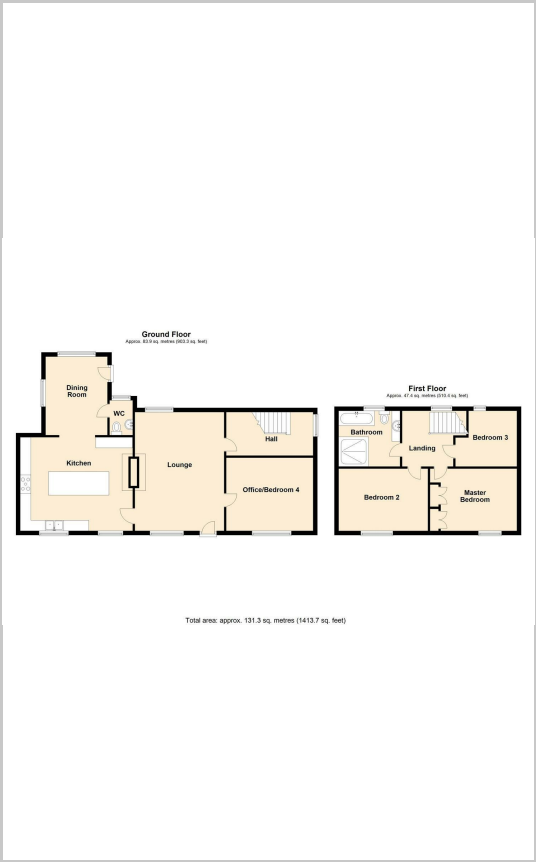 Ground Floor
Approx. 83.9 sq. metres (903.3 sq. feet)
Dining
Room
WC
Kitchen
Lounge
Hall
Office/Bedroom 4
First Floor
Approx. 47.4 sq. metres (510.4 sq. feet)
Bathroom
Landing
Bedroom 3
Bedroom 2
Master
Bedroom
Total area: approx. 131.3 sq. metres (1413.7 sq. feet)